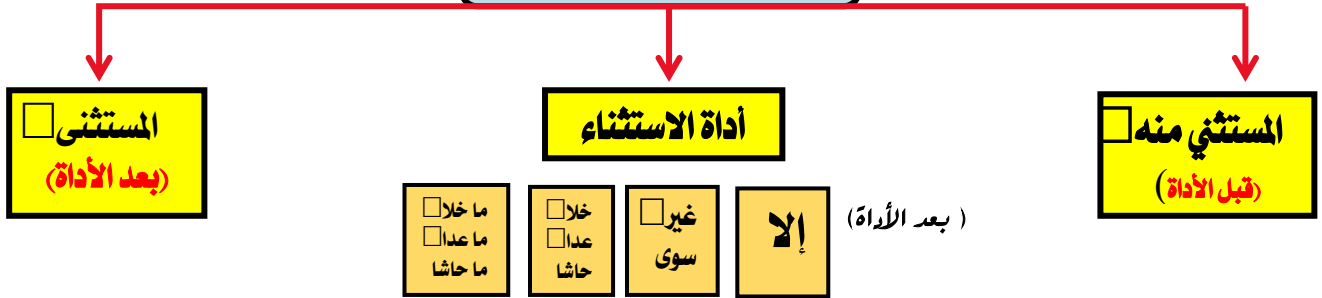 المستثني منه
(قبل الأداة)
أداة الاستثناء
المستثنى
(بعد الأداة)
( بعد الأداة)
إلا
غير
سوى
خلا
عدا
حاشا
ما خلا
ما عدا
ما حاشا